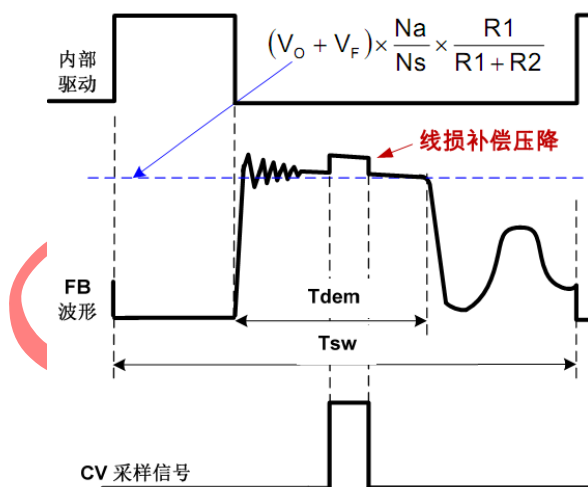 内部
驱动
(V_O + V_F) × Na/Ns × R1/(R1 + R2)
线损补偿压降
FB
波形
Tdem
Tsw
CV 采样信号